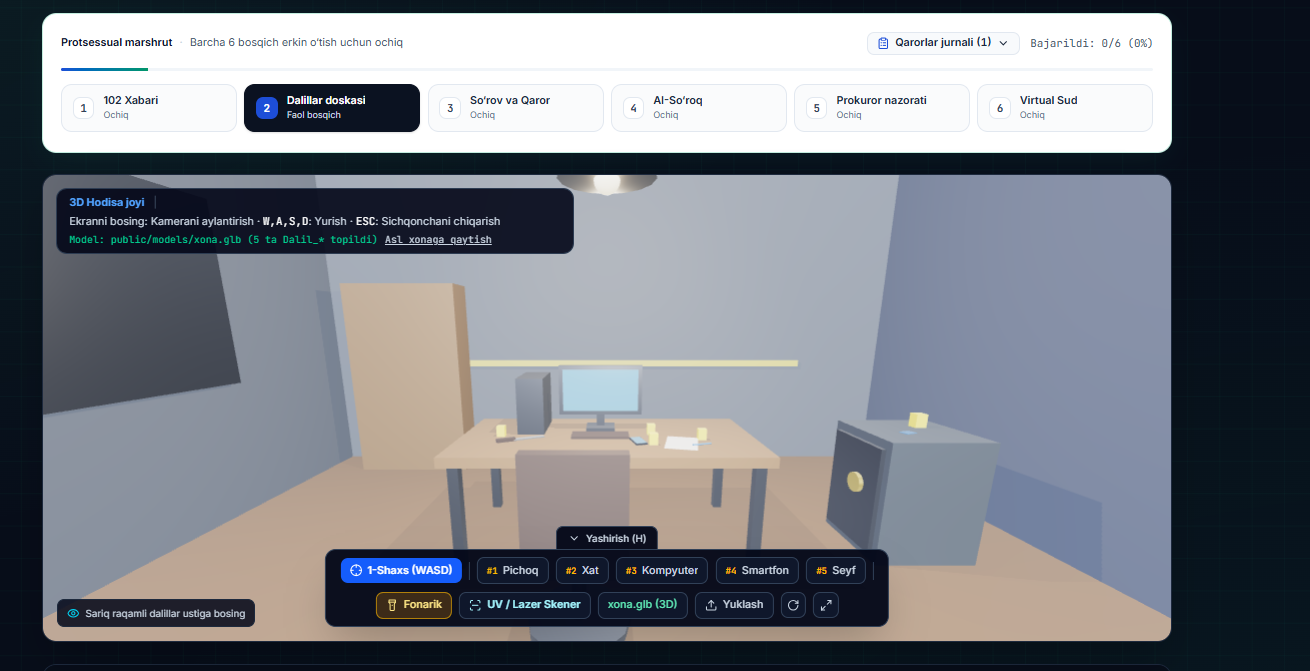 Protsessual marshrut · Barcha 6 bosqich erkin o‘tish uchun ochiq
Qarorlar jurnali (1)
Bajarildi: 0/6 (0%)
1 102 Xabari
Ochiq
2 Dalillar doskasi
Faol bosqich
3 So‘rov va Qaror
Ochiq
4 AI-So‘roq
Ochiq
5 Prokuror nazorati
Ochiq
6 Virtual Sud
Ochiq
3D Hodisa joyi
Ekranni bosing: Kamerani aylantirish · W,A,S,D: Yurish · ESC: Sichqonchani chiqarish
Model: public/models/xona.glb (5 ta Dalil_* topildi) Asl xonaga qaytish
Yashirish (H)
1-Shaxs (WASD)
#1 Pichoq
#2 Xat
#3 Kompyuter
#4 Smartfon
#5 Seyf
Fonarik
UV / Lazer Skener
xona.glb (3D)
Yuklash
Sariq raqamli dalillar ustiga bosing